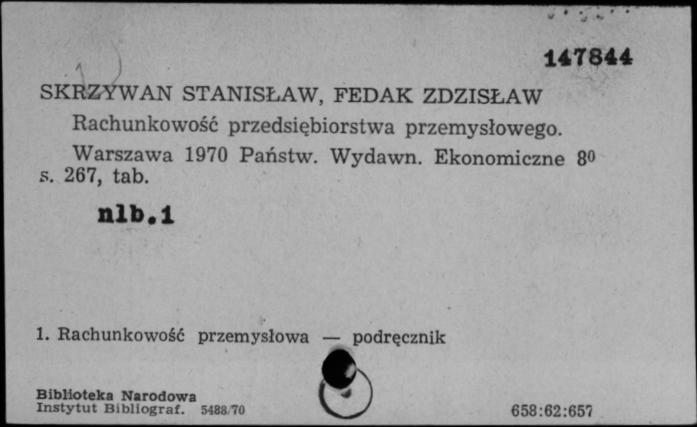 147844
SKRZYWAN STANISŁAW, FEDAK ZDZISŁAW
Rachunkowość przedsiębiorstwa przemysłowego.
Warszawa 1970 Państw. Wydawn. Ekonomiczne 8⁰
s. 267, tab.
nlb.1
1. Rachunkowość przemysłowa — podręcznik
Biblioteka Narodowa
Instytut Bibliograf. 5488/70
658:62:657